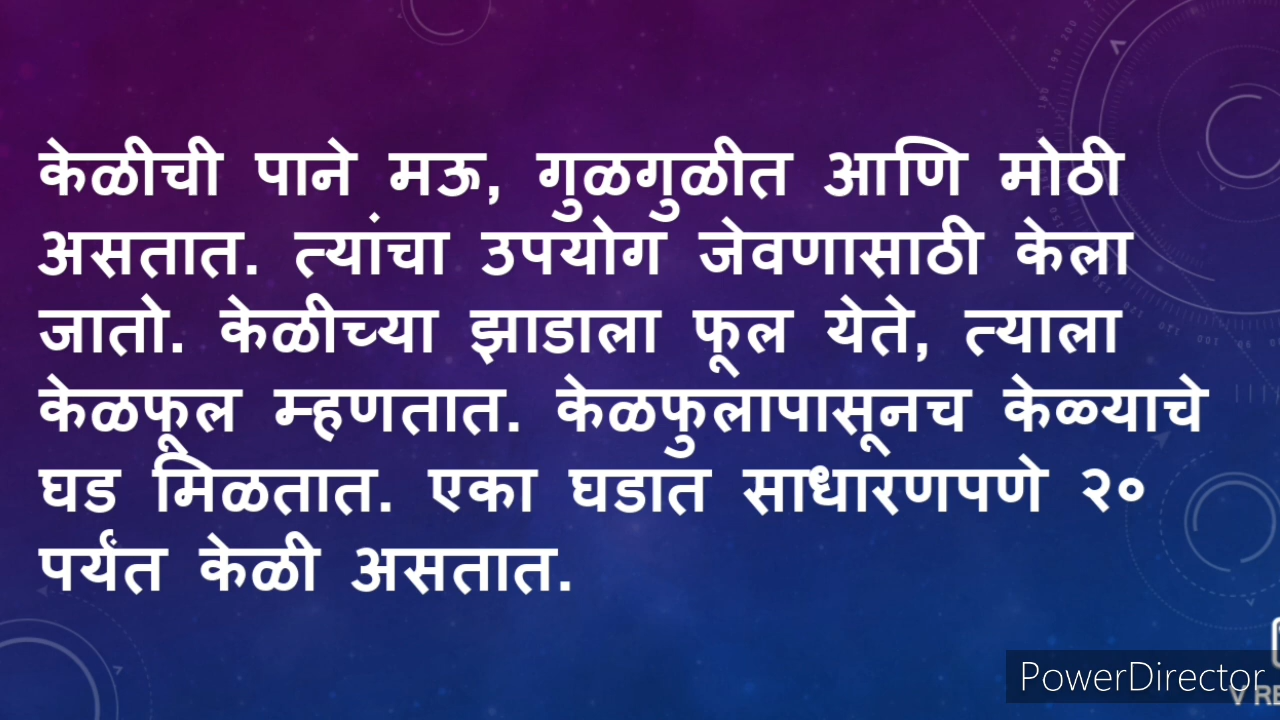 केळीची पाने मऊ, गुळगुळीत आणि मोठी
असतात. त्यांचा उपयोग जेवणासाठी केला
जातो. केळीच्या झाडाला फूल येते, त्याला
केळफूल म्हणतात. केळफुलापासूनच केळ्याचे
घड मिळतात. एका घडात साधारणपणे २०
पर्यंत केळी असतात.
PowerDirector